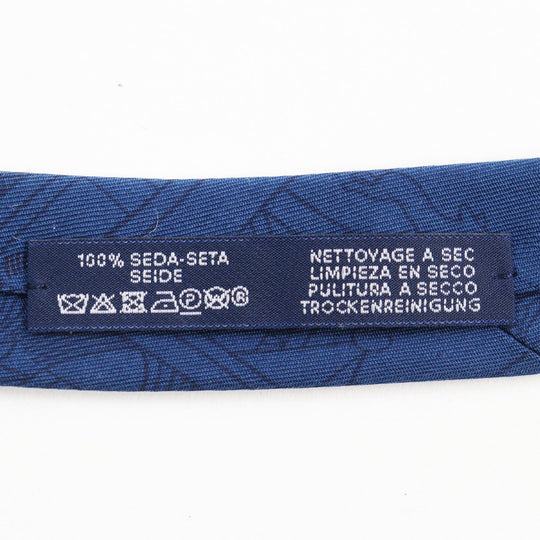 100% SEDA-SETA
SEIDE
P W R
NETTOYAGE A SEC
LIMPIEZA EN SECO
PULITURA A SECCO
TROCKENREINIGUNG